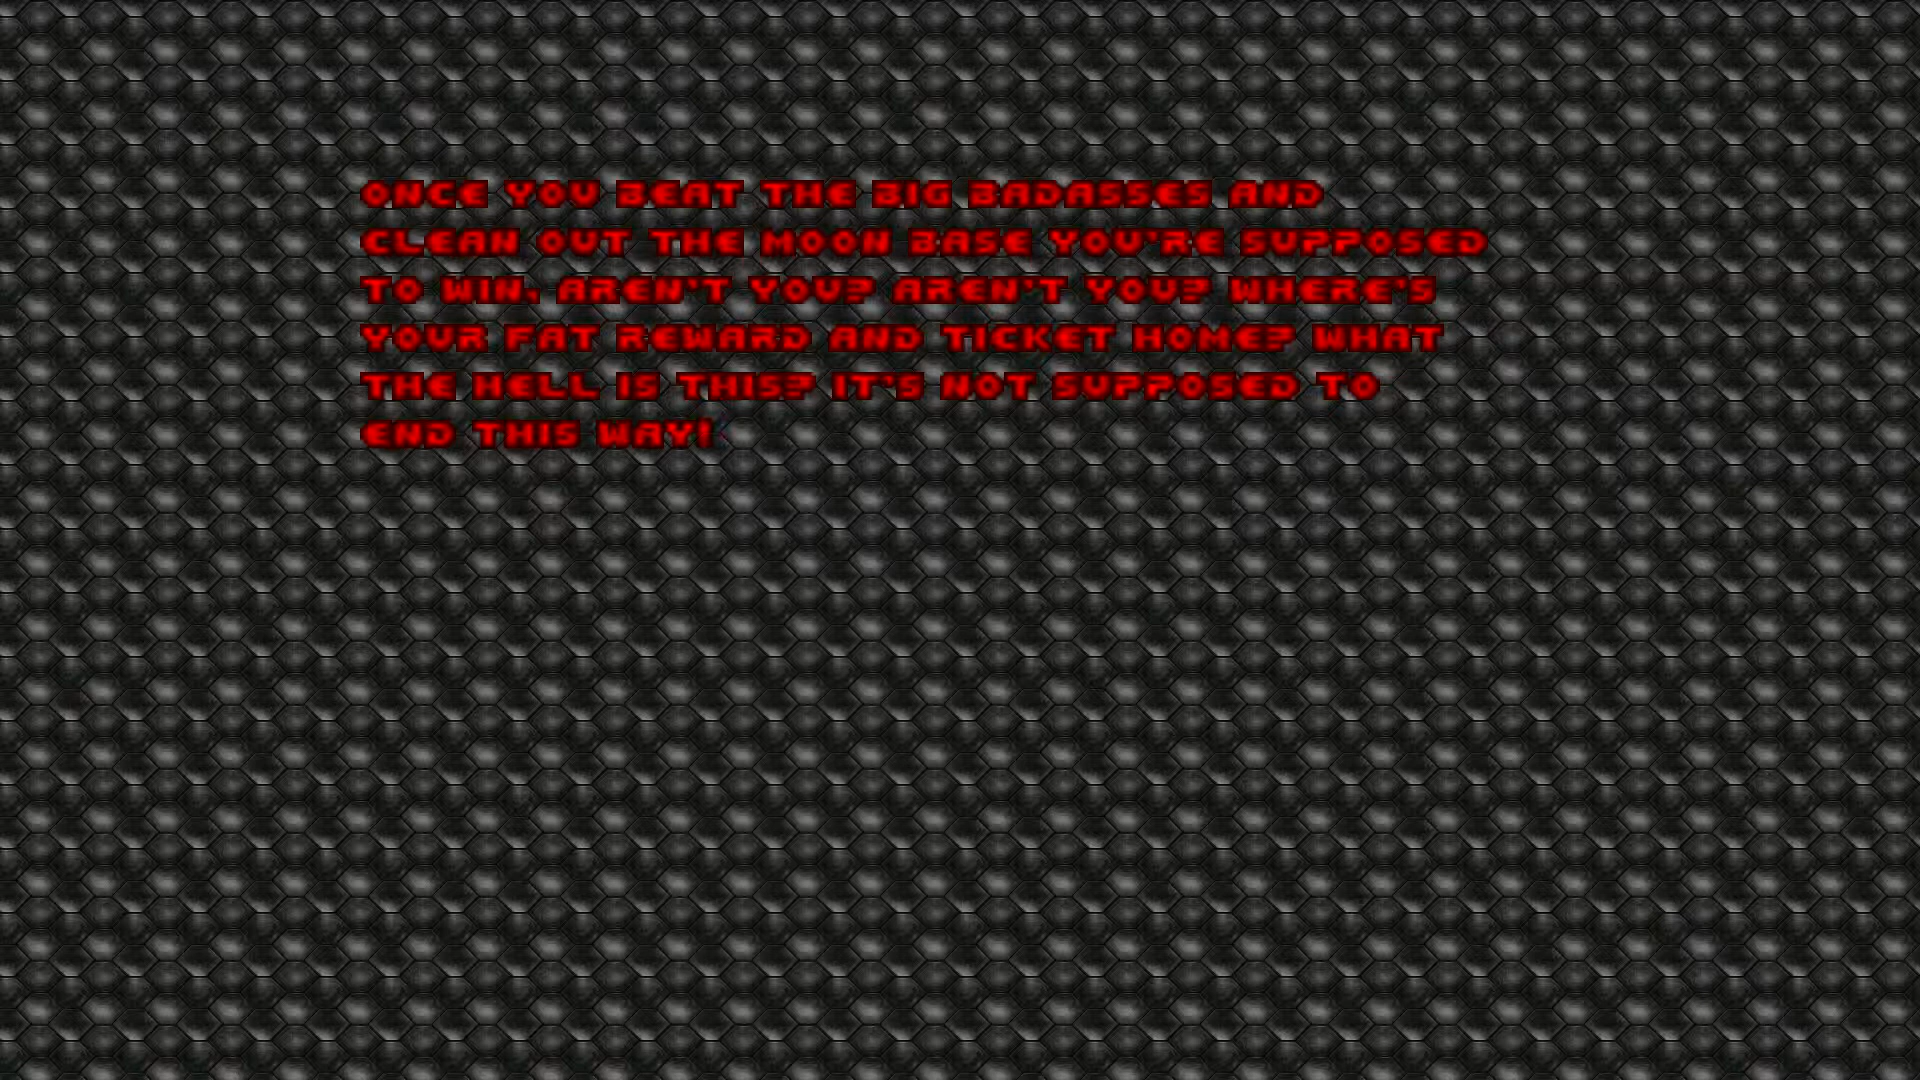 ONCE YOU BEAT THE BIG BADASSES AND
CLEAN OUT THE MOON BASE YOU'RE SUPPOSED
TO WIN, AREN'T YOU? AREN'T YOU? WHERE'S
YOUR FAT REWARD AND TICKET HOME? WHAT
THE HELL IS THIS? IT'S NOT SUPPOSED TO
END THIS WAY!